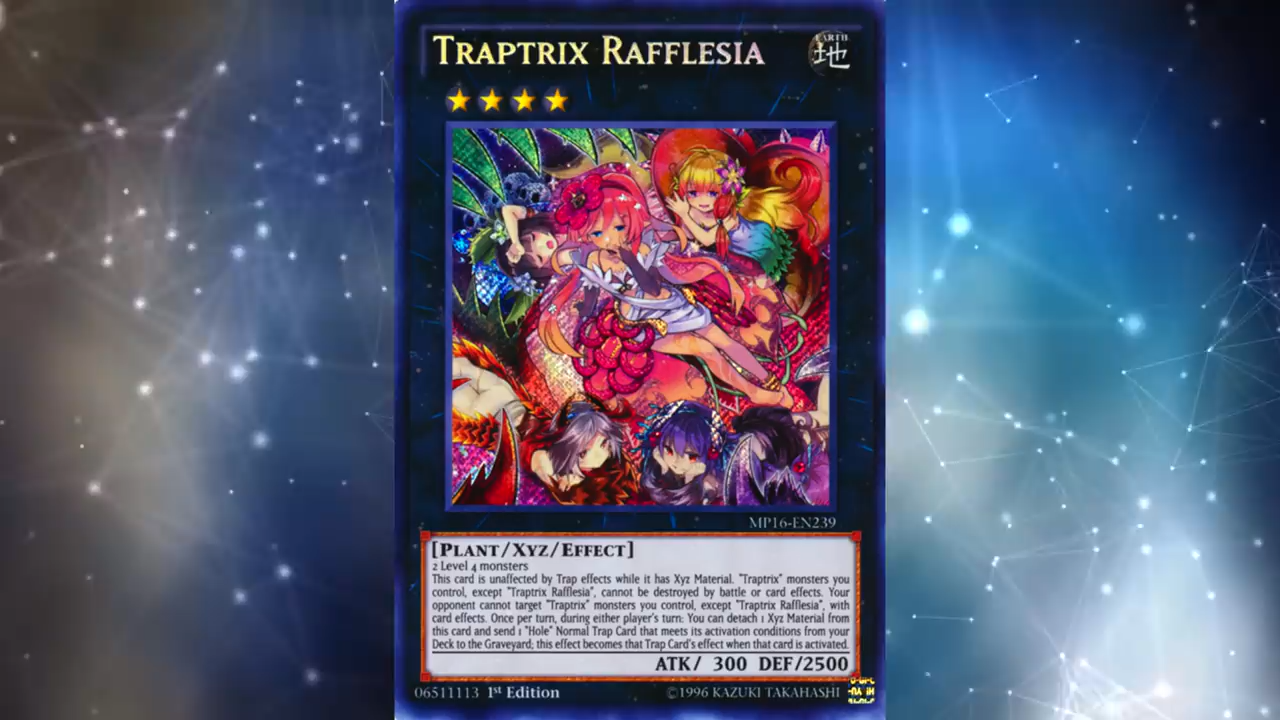 TRAPTRIX RAFFLESIA
EARTH
地
MP16-EN239
[PLANT/XYZ/EFFECT]
2 Level 4 monsters
This card is unaffected by Trap effects while it has Xyz Material. "Traptrix" monsters you
control, except "Traptrix Rafflesia", cannot be destroyed by battle or card effects. Your
opponent cannot target "Traptrix" monsters you control, except "Traptrix Rafflesia", with
card effects. Once per turn, during either player's turn: You can detach 1 Xyz Material from
this card and send 1 "Hole" Normal Trap Card that meets its activation conditions from your
Deck to the Graveyard; this effect becomes that Trap Card's effect when that card is activated.
ATK/ 300 DEF/2500
06511113 1st Edition ©1996 KAZUKI TAKAHASHI